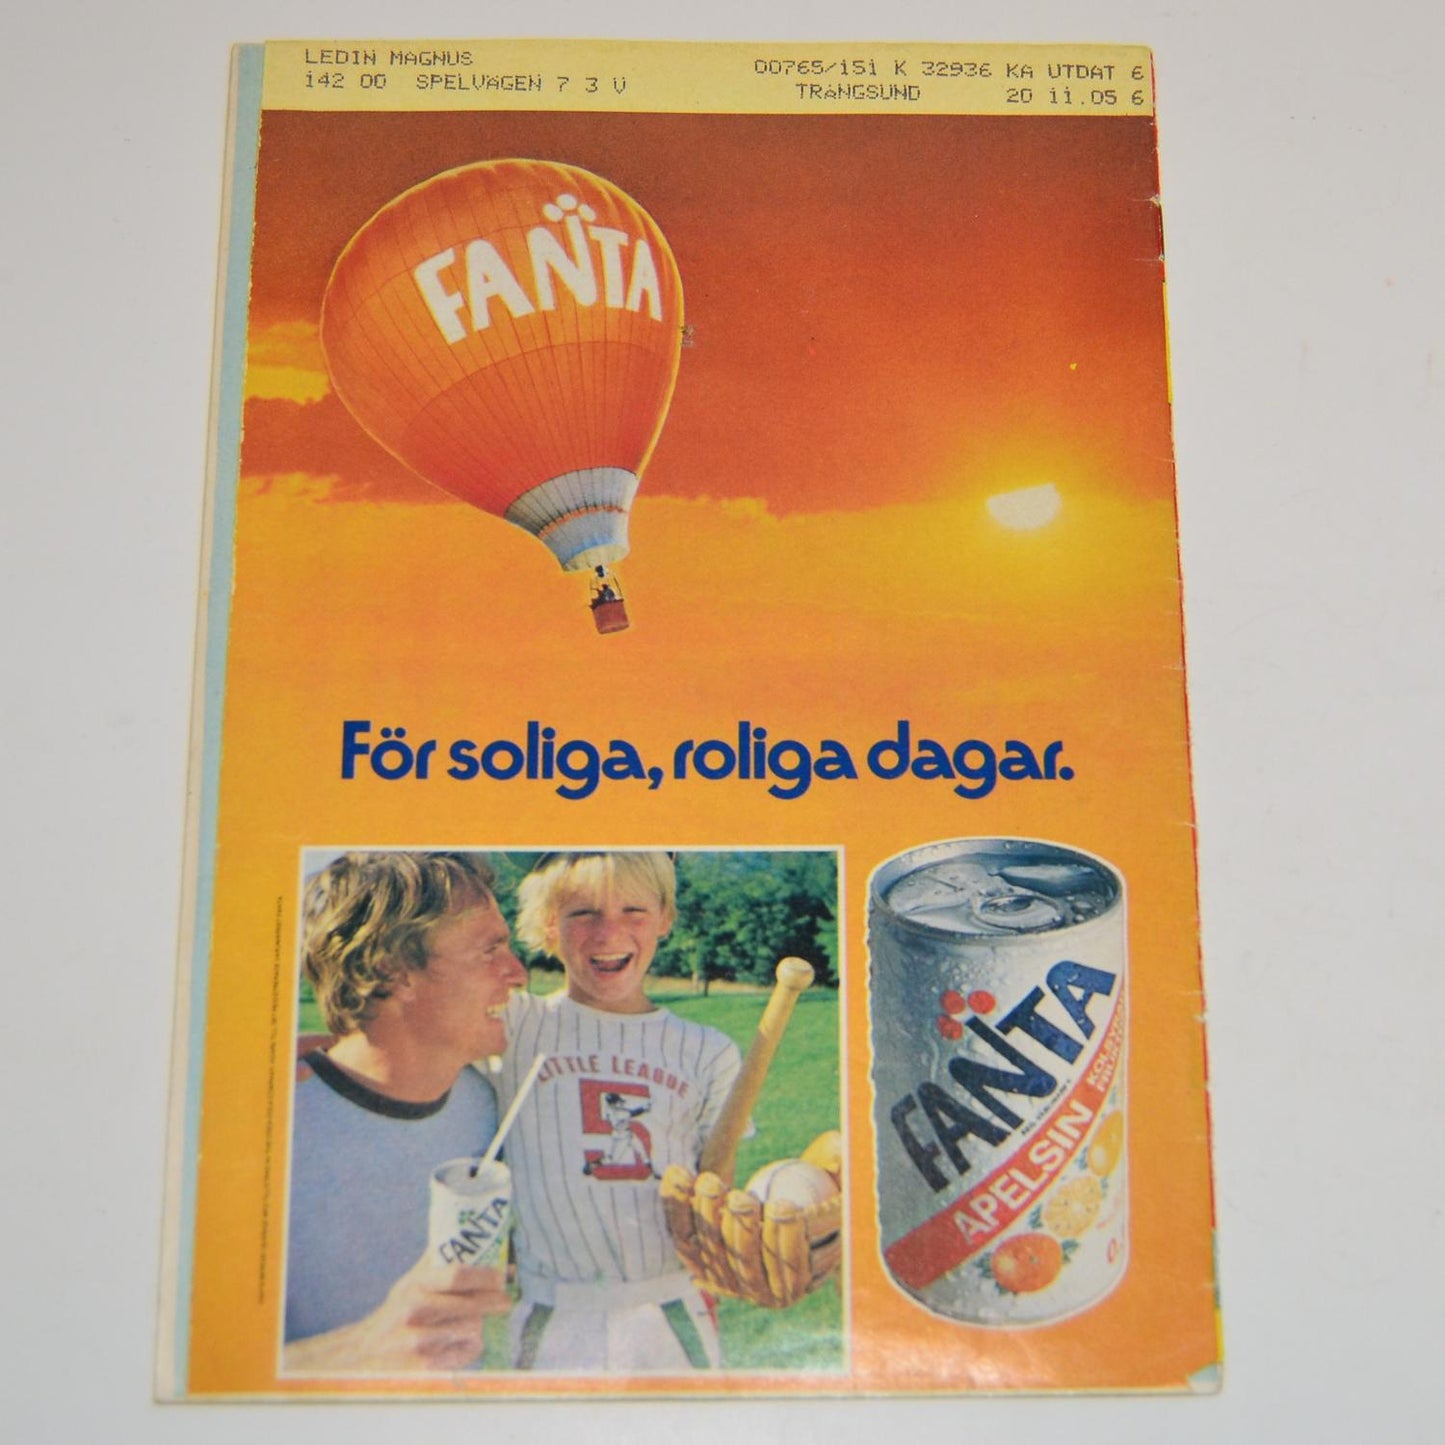 LEDIN MAGNUS
142 00 SPELVÄGEN 7 3 V
00765/151 K 32936 KA UTDAT 6
TRÅNGSUND 20 11.05 6
FANTA
För soliga, roliga dagar.
LITTLE LEAGUE
5
FANTA
FANTA
APELSIN